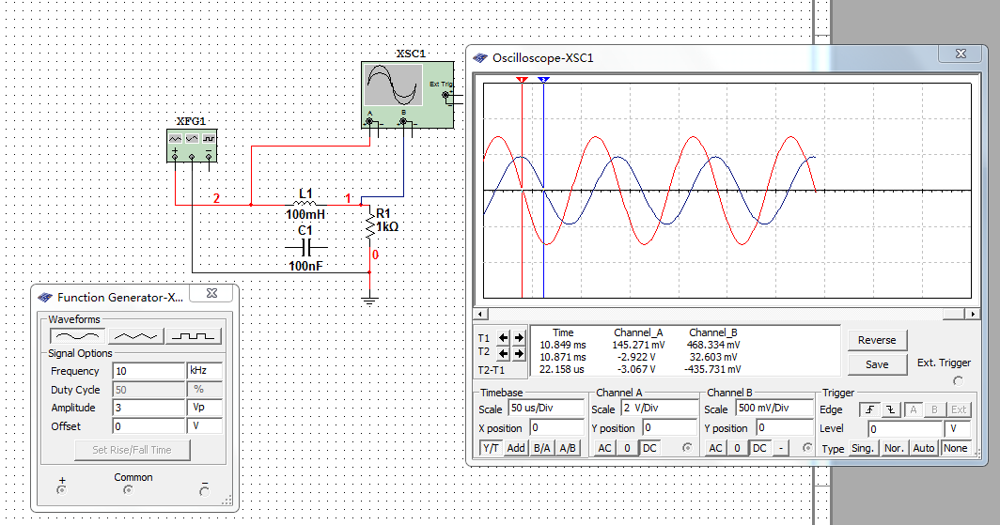 XSC1
Ext Trig
+
A
B
XFG1
2
L1
100mH
1
R1
1kΩ
C1
100nF
0
Oscilloscope-XSC1
1
2
T1
T2
T2-T1
Time Channel_A Channel_B
10.849 ms 145.271 mV 468.334 mV
10.871 ms -2.922 V 32.603 mV
22.158 us -3.067 V -435.731 mV
Reverse
Save
Ext. Trigger
Timebase
Scale 50 us/Div
X position 0
Y/T Add B/A A/B
Channel A
Scale 2 V/Div
Y position 0
AC 0 DC
Channel B
Scale 500 mV/Div
Y position 0
AC 0 DC -
Trigger
Edge A B Ext
Level 0 V
Type Sing. Nor. Auto None
Function Generator-X...
Waveforms
Signal Options
Frequency 10 kHz
Duty Cycle 50 %
Amplitude 3 Vp
Offset 0 V
Set Rise/Fall Time
+ Common -